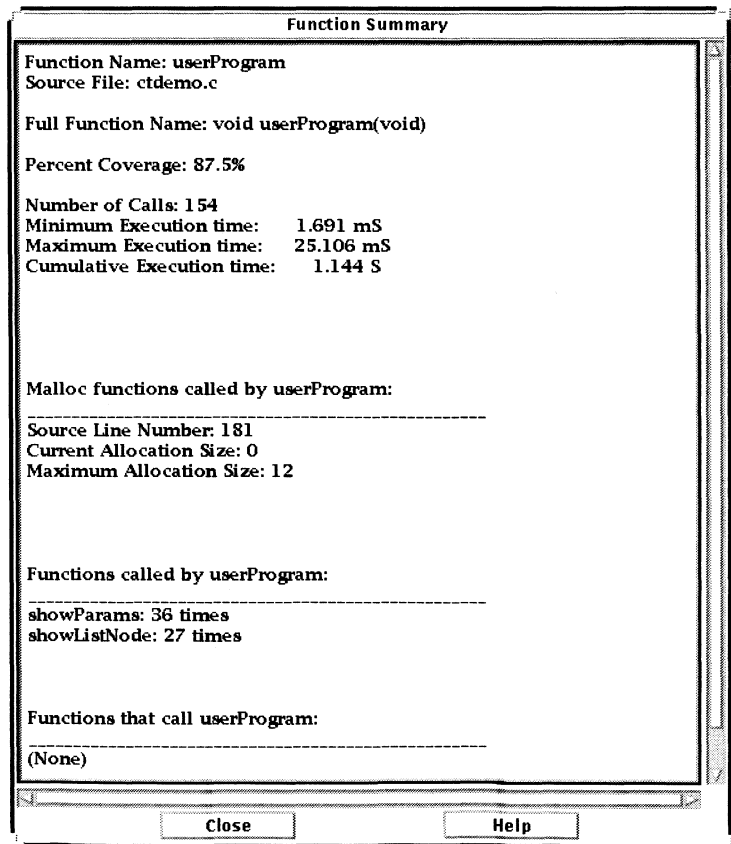 Function Summary
Function Name: userProgram
Source File: ctdemo.c
Full Function Name: void userProgram(void)
Percent Coverage: 87.5%
Number of Calls: 154
Minimum Execution time: 1.691 mS
Maximum Execution time: 25.106 mS
Cumulative Execution time: 1.144 S
Malloc functions called by userProgram:
Source Line Number: 181
Current Allocation Size: 0
Maximum Allocation Size: 12
Functions called by userProgram:
showParams: 36 times
showListNode: 27 times
Functions that call userProgram:
(None)
Close Help